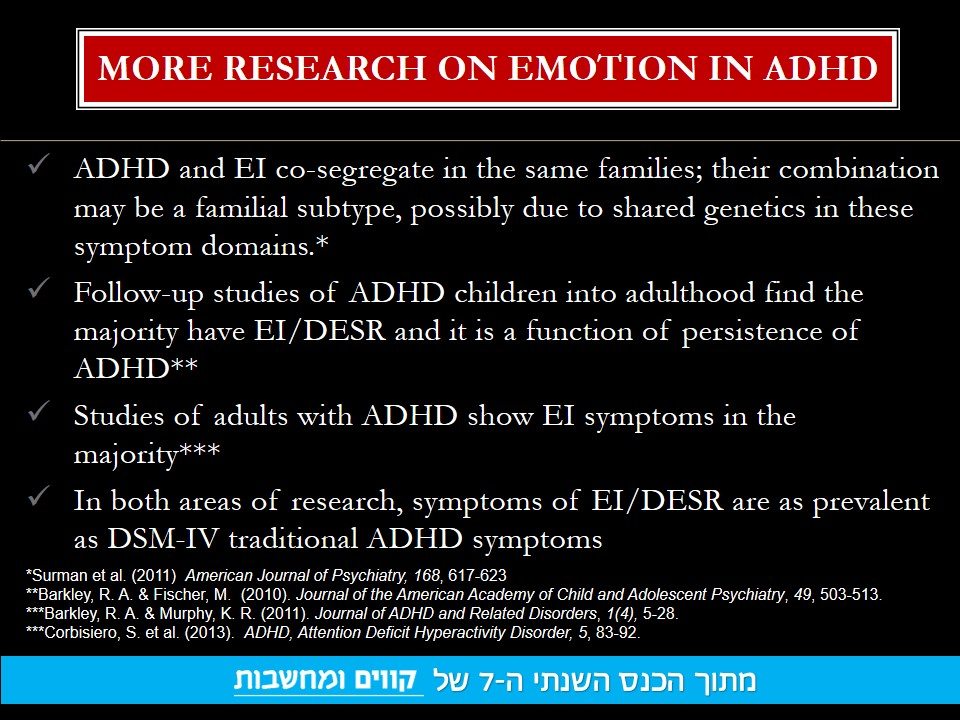 MORE RESEARCH ON EMOTION IN ADHD
✓ ADHD and EI co-segregate in the same families; their combination
may be a familial subtype, possibly due to shared genetics in these
symptom domains.*
✓ Follow-up studies of ADHD children into adulthood find the
majority have EI/DESR and it is a function of persistence of
ADHD**
✓ Studies of adults with ADHD show EI symptoms in the
majority***
✓ In both areas of research, symptoms of EI/DESR are as prevalent
as DSM-IV traditional ADHD symptoms
*Surman et al. (2011) American Journal of Psychiatry, 168, 617-623
**Barkley, R. A. & Fischer, M. (2010). Journal of the American Academy of Child and Adolescent Psychiatry, 49, 503-513.
***Barkley, R. A. & Murphy, K. R. (2011). Journal of ADHD and Related Disorders, 1(4), 5-28.
***Corbisiero, S. et al. (2013). ADHD, Attention Deficit Hyperactivity Disorder, 5, 83-92.
מתוך הכנס השנתי ה-7 של קווים ומחשבות